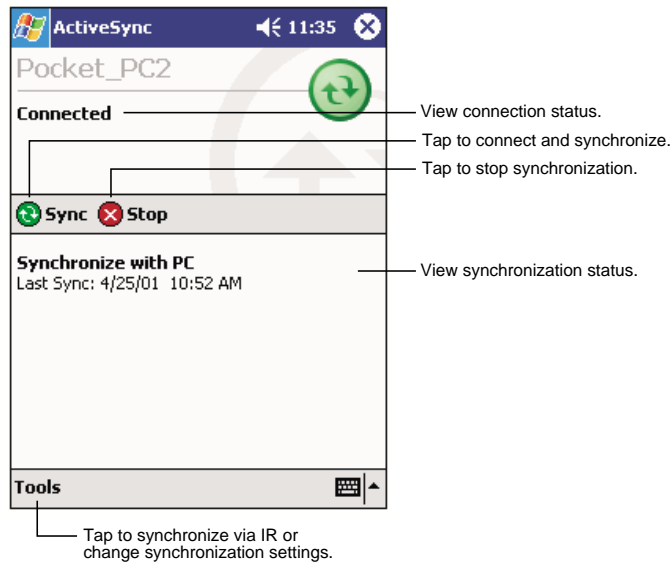 ActiveSync 11:35
Pocket_PC2
Connected
View connection status.
Tap to connect and synchronize.
Tap to stop synchronization.
Sync Stop
Synchronize with PC
Last Sync: 4/25/01 10:52 AM
View synchronization status.
Tools
Tap to synchronize via IR or
change synchronization settings.